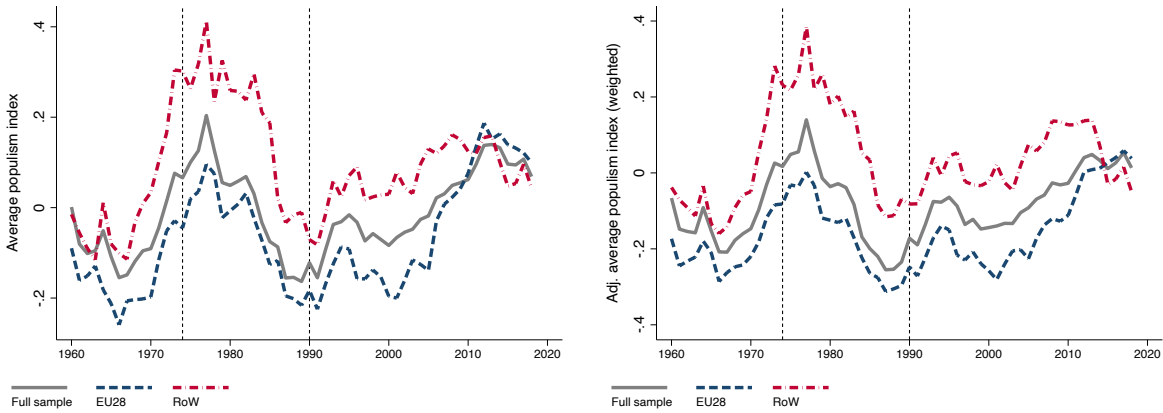 Average populism index
.4
.2
0
-.2
1960 1970 1980 1990 2000 2010 2020
Full sample EU28 RoW
Adj. average populism index (weighted)
.4
.2
0
-.2
-.4
1960 1970 1980 1990 2000 2010 2020
Full sample EU28 RoW